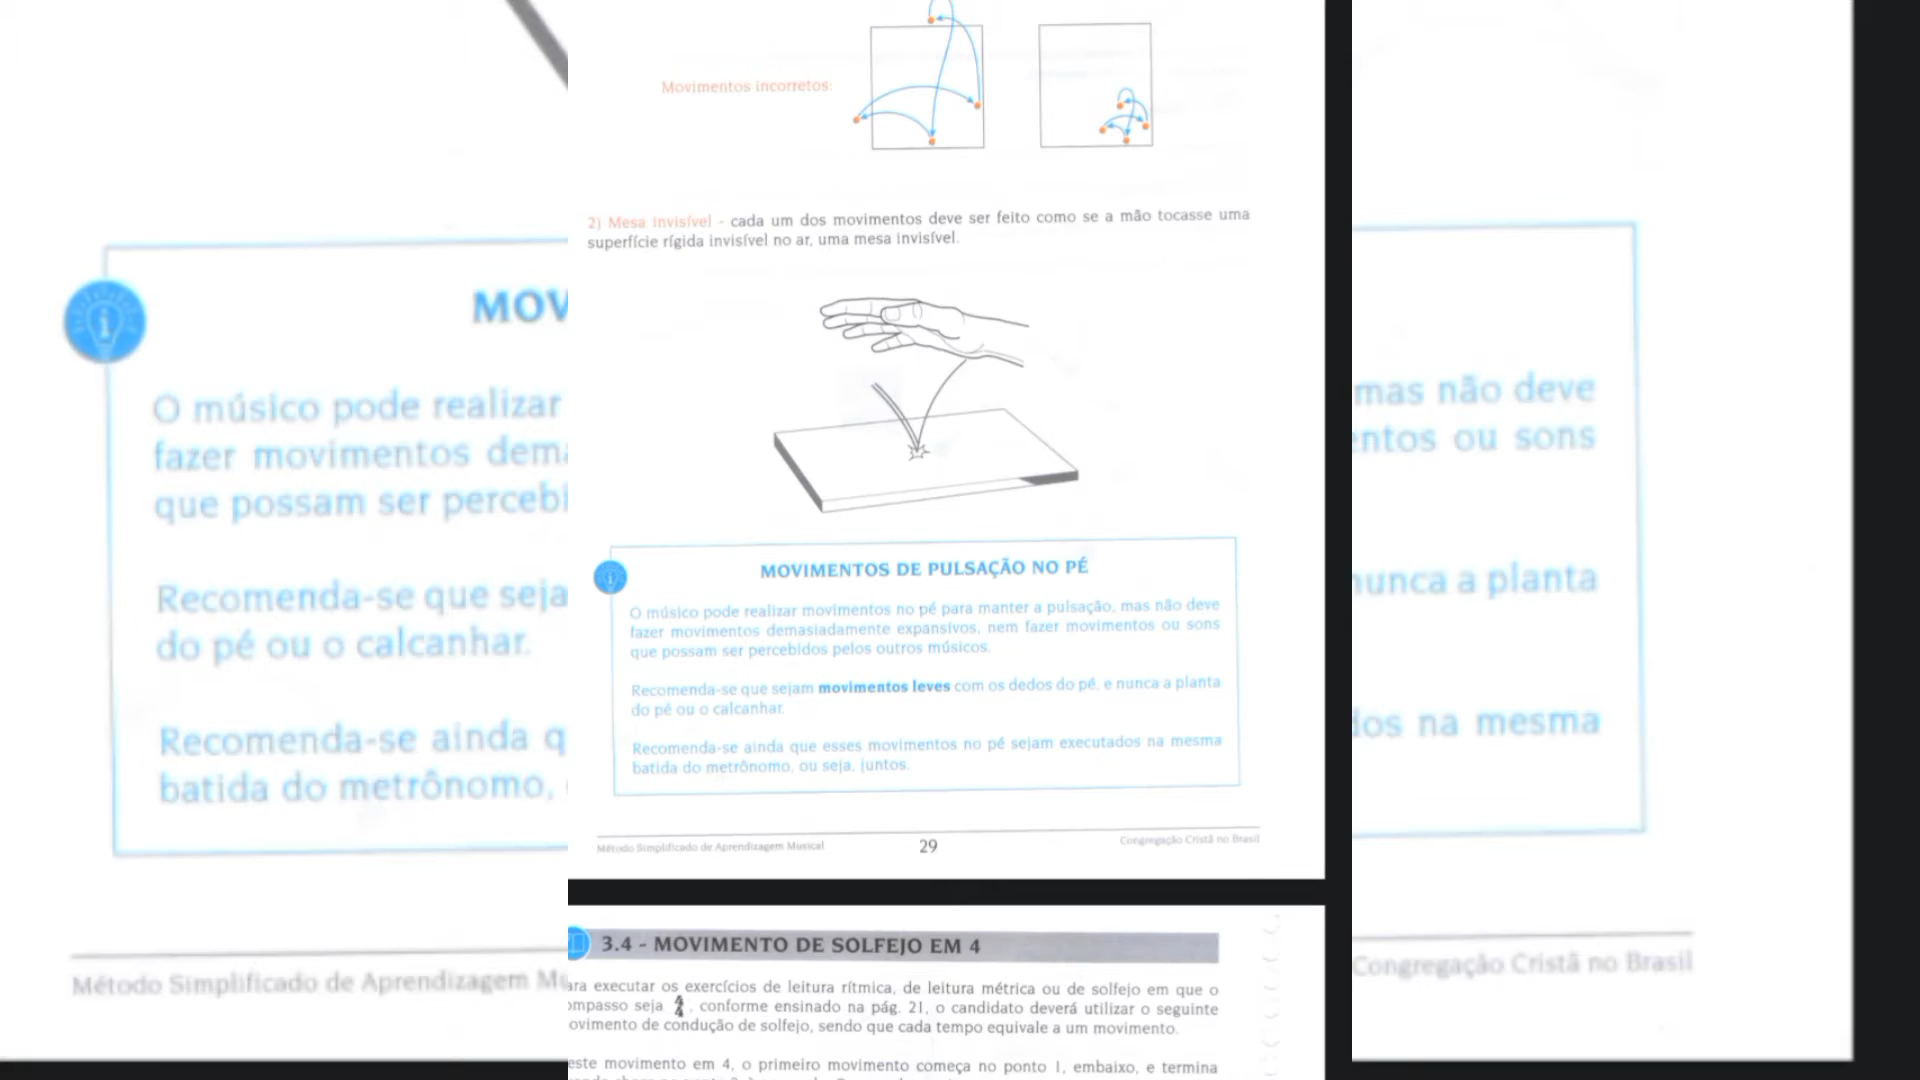 Movimentos incorretos:
2) Mesa invisível - cada um dos movimentos deve ser feito como se a mão tocasse uma
superfície rígida invisível no ar, uma mesa invisível.
MOVIMENTOS DE PULSAÇÃO NO PÉ
O músico pode realizar movimentos no pé para manter a pulsação, mas não deve
fazer movimentos demasiadamente expansivos, nem fazer movimentos ou sons
que possam ser percebidos pelos outros músicos.
Recomenda-se que sejam movimentos leves com os dedos do pé, e nunca a planta
do pé ou o calcanhar.
Recomenda-se ainda que esses movimentos no pé sejam executados na mesma
batida do metrônomo, ou seja, juntos.
Método Simplificado de Aprendizagem Musical 29 Congregação Cristã no Brasil
3.4 - MOVIMENTO DE SOLFEJO EM 4
ara executar os exercícios de leitura rítmica, de leitura métrica ou de solfejo em que o
ompasso seja 4/4, conforme ensinado na pág. 21, o candidato deverá utilizar o seguinte
ovimento de condução de solfejo, sendo que cada tempo equivale a um movimento.
este movimento em 4, o primeiro movimento começa no ponto 1, embaixo, e termina
MOV
O músico pode realizar
fazer movimentos dema
que possam ser percebi
Recomenda-se que seja
do pé ou o calcanhar.
Recomenda-se ainda q
batida do metrônomo,
Método Simplificado de Aprendizagem Mu
mas não deve
entos ou sons
nunca a planta
dos na mesma
Congregação Cristã no Brasil